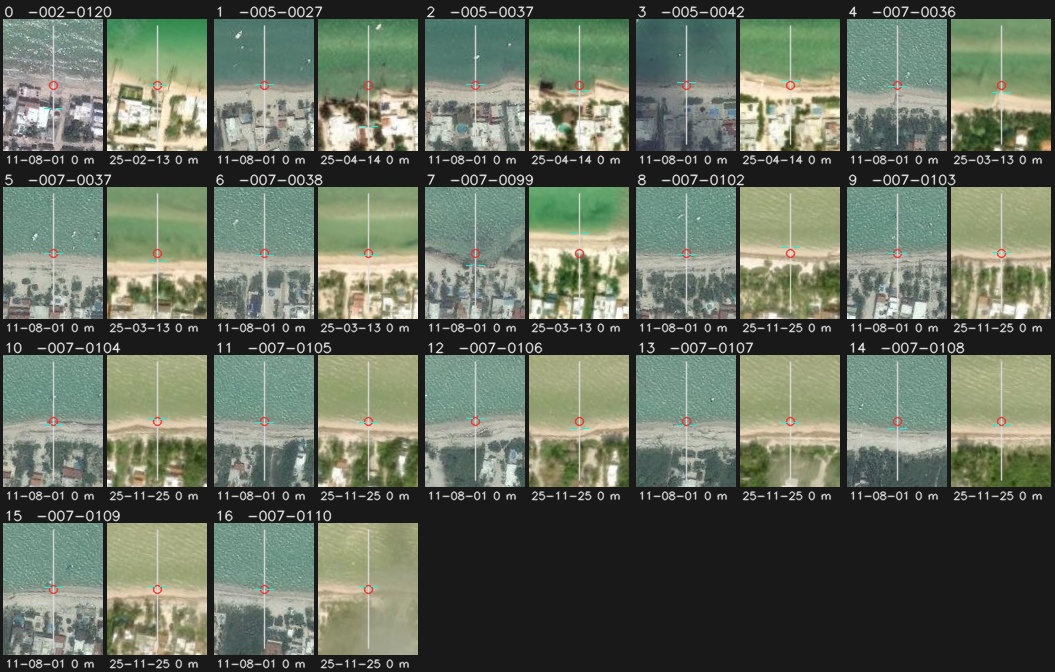 0 -002-0120
1 -005-0027
2 -005-0037
3 -005-0042
4 -007-0036
11-08-01 0 m 25-02-13 0 m
11-08-01 0 m 25-04-14 0 m
11-08-01 0 m 25-04-14 0 m
11-08-01 0 m 25-04-14 0 m
11-08-01 0 m 25-03-13 0 m
5 -007-0037
6 -007-0038
7 -007-0099
8 -007-0102
9 -007-0103
11-08-01 0 m 25-03-13 0 m
11-08-01 0 m 25-03-13 0 m
11-08-01 0 m 25-03-13 0 m
11-08-01 0 m 25-11-25 0 m
11-08-01 0 m 25-11-25 0 m
10 -007-0104
11 -007-0105
12 -007-0106
13 -007-0107
14 -007-0108
11-08-01 0 m 25-11-25 0 m
11-08-01 0 m 25-11-25 0 m
11-08-01 0 m 25-11-25 0 m
11-08-01 0 m 25-11-25 0 m
11-08-01 0 m 25-11-25 0 m
15 -007-0109
16 -007-0110
11-08-01 0 m 25-11-25 0 m
11-08-01 0 m 25-11-25 0 m